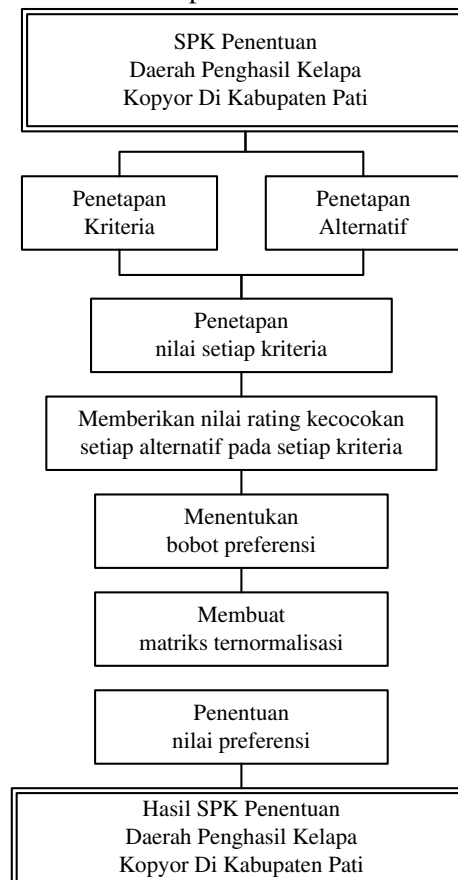 SPK Penentuan
Daerah Penghasil Kelapa
Kopyor Di Kabupaten Pati
Penetapan
Kriteria
Penetapan
Alternatif
Penetapan
nilai setiap kriteria
Memberikan nilai rating kecocokan
setiap alternatif pada setiap kriteria
Menentukan
bobot preferensi
Membuat
matriks ternormalisasi
Penentuan
nilai preferensi
Hasil SPK Penentuan
Daerah Penghasil Kelapa
Kopyor Di Kabupaten Pati